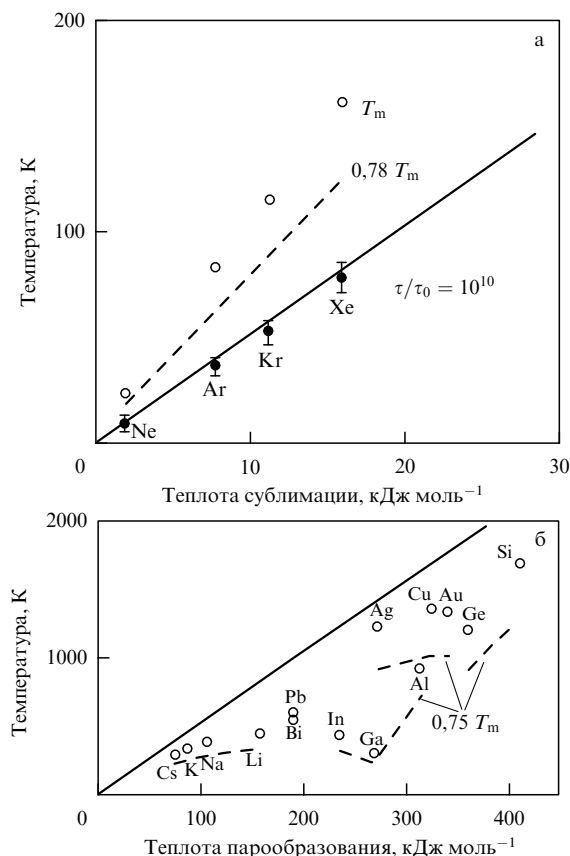 200
а
T_m
Температура, К
0,78 T_m
100
τ/τ₀ = 10¹⁰
Xe
Kr
Ar
Ne
0
10
20
30
Теплота сублимации, кДж моль⁻¹
2000
б
Si
Температура, К
Cu
Au
Ag
Ge
1000
Al
Pb
Bi
In
0,75 T_m
Ga
Cs
K
Na
Li
0
100
200
300
400
Теплота парообразования, кДж моль⁻¹